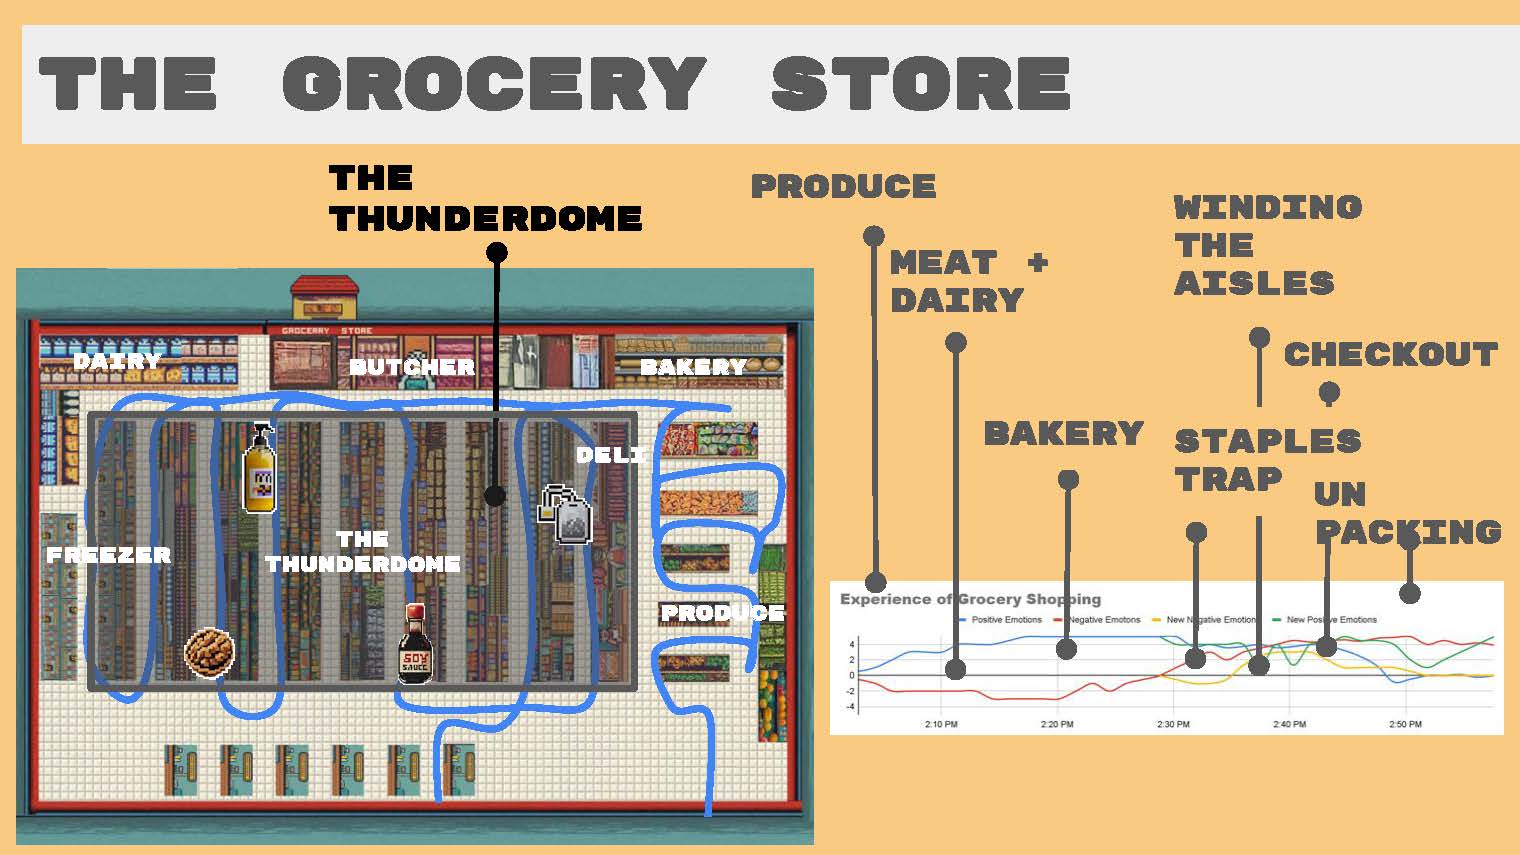 THE GROCERY STORE
THE
THUNDERDOME
PRODUCE
MEAT +
DAIRY
WINDING
THE
AISLES
CHECKOUT
BAKERY
STAPLES
TRAP
UN
PACKING
GROCERRY STORE
DAIRY
BUTCHER
BAKERY
DELI
FREEZER
THE
THUNDERDOME
PRODUCE
SOY
SAUCE
Experience of Grocery Shopping
Positive Emotions Negative Emotions New Negative Emotions New Positive Emotions
4
2
0
-2
-4
2:10 PM 2:20 PM 2:30 PM 2:40 PM 2:50 PM